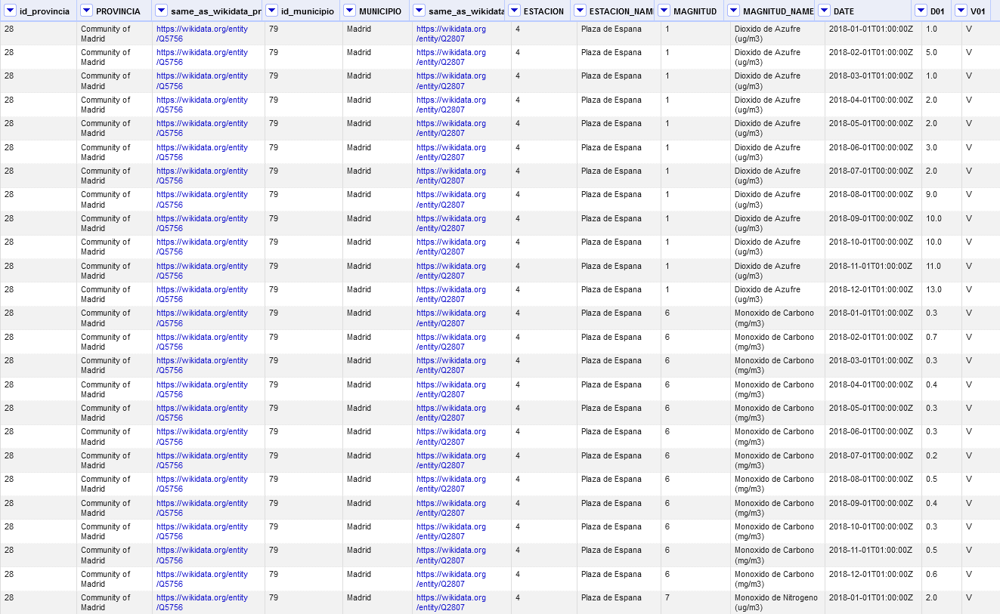 id_provincia PROVINCIA same_as_wikidata_pr id_municipio MUNICIPIO same_as_wikidata ESTACION ESTACION_NAM MAGNITUD MAGNITUD_NAME DATE D01 V01
28 Community of https://wikidata.org/entity 79 Madrid https://wikidata.org 4 Plaza de Espana 1 Dioxido de Azufre 2018-01-01T01:00:00Z 1.0 V
Madrid /Q5756 /entity/Q2807 (ug/m3)
28 Community of https://wikidata.org/entity 79 Madrid https://wikidata.org 4 Plaza de Espana 1 Dioxido de Azufre 2018-02-01T01:00:00Z 5.0 V
Madrid /Q5756 /entity/Q2807 (ug/m3)
28 Community of https://wikidata.org/entity 79 Madrid https://wikidata.org 4 Plaza de Espana 1 Dioxido de Azufre 2018-03-01T01:00:00Z 1.0 V
Madrid /Q5756 /entity/Q2807 (ug/m3)
28 Community of https://wikidata.org/entity 79 Madrid https://wikidata.org 4 Plaza de Espana 1 Dioxido de Azufre 2018-04-01T00:00:00Z 2.0 V
Madrid /Q5756 /entity/Q2807 (ug/m3)
28 Community of https://wikidata.org/entity 79 Madrid https://wikidata.org 4 Plaza de Espana 1 Dioxido de Azufre 2018-05-01T00:00:00Z 2.0 V
Madrid /Q5756 /entity/Q2807 (ug/m3)
28 Community of https://wikidata.org/entity 79 Madrid https://wikidata.org 4 Plaza de Espana 1 Dioxido de Azufre 2018-06-01T00:00:00Z 3.0 V
Madrid /Q5756 /entity/Q2807 (ug/m3)
28 Community of https://wikidata.org/entity 79 Madrid https://wikidata.org 4 Plaza de Espana 1 Dioxido de Azufre 2018-07-01T00:00:00Z 2.0 V
Madrid /Q5756 /entity/Q2807 (ug/m3)
28 Community of https://wikidata.org/entity 79 Madrid https://wikidata.org 4 Plaza de Espana 1 Dioxido de Azufre 2018-08-01T00:00:00Z 9.0 V
Madrid /Q5756 /entity/Q2807 (ug/m3)
28 Community of https://wikidata.org/entity 79 Madrid https://wikidata.org 4 Plaza de Espana 1 Dioxido de Azufre 2018-09-01T00:00:00Z 10.0 V
Madrid /Q5756 /entity/Q2807 (ug/m3)
28 Community of https://wikidata.org/entity 79 Madrid https://wikidata.org 4 Plaza de Espana 1 Dioxido de Azufre 2018-10-01T00:00:00Z 10.0 V
Madrid /Q5756 /entity/Q2807 (ug/m3)
28 Community of https://wikidata.org/entity 79 Madrid https://wikidata.org 4 Plaza de Espana 1 Dioxido de Azufre 2018-11-01T01:00:00Z 11.0 V
Madrid /Q5756 /entity/Q2807 (ug/m3)
28 Community of https://wikidata.org/entity 79 Madrid https://wikidata.org 4 Plaza de Espana 1 Dioxido de Azufre 2018-12-01T01:00:00Z 13.0 V
Madrid /Q5756 /entity/Q2807 (ug/m3)
28 Community of https://wikidata.org/entity 79 Madrid https://wikidata.org 4 Plaza de Espana 6 Monoxido de Carbono 2018-01-01T01:00:00Z 0.3 V
Madrid /Q5756 /entity/Q2807 (mg/m3)
28 Community of https://wikidata.org/entity 79 Madrid https://wikidata.org 4 Plaza de Espana 6 Monoxido de Carbono 2018-02-01T01:00:00Z 0.7 V
Madrid /Q5756 /entity/Q2807 (mg/m3)
28 Community of https://wikidata.org/entity 79 Madrid https://wikidata.org 4 Plaza de Espana 6 Monoxido de Carbono 2018-03-01T01:00:00Z 0.3 V
Madrid /Q5756 /entity/Q2807 (mg/m3)
28 Community of https://wikidata.org/entity 79 Madrid https://wikidata.org 4 Plaza de Espana 6 Monoxido de Carbono 2018-04-01T00:00:00Z 0.4 V
Madrid /Q5756 /entity/Q2807 (mg/m3)
28 Community of https://wikidata.org/entity 79 Madrid https://wikidata.org 4 Plaza de Espana 6 Monoxido de Carbono 2018-05-01T00:00:00Z 0.3 V
Madrid /Q5756 /entity/Q2807 (mg/m3)
28 Community of https://wikidata.org/entity 79 Madrid https://wikidata.org 4 Plaza de Espana 6 Monoxido de Carbono 2018-06-01T00:00:00Z 0.3 V
Madrid /Q5756 /entity/Q2807 (mg/m3)
28 Community of https://wikidata.org/entity 79 Madrid https://wikidata.org 4 Plaza de Espana 6 Monoxido de Carbono 2018-07-01T00:00:00Z 0.2 V
Madrid /Q5756 /entity/Q2807 (mg/m3)
28 Community of https://wikidata.org/entity 79 Madrid https://wikidata.org 4 Plaza de Espana 6 Monoxido de Carbono 2018-08-01T00:00:00Z 0.5 V
Madrid /Q5756 /entity/Q2807 (mg/m3)
28 Community of https://wikidata.org/entity 79 Madrid https://wikidata.org 4 Plaza de Espana 6 Monoxido de Carbono 2018-09-01T00:00:00Z 0.4 V
Madrid /Q5756 /entity/Q2807 (mg/m3)
28 Community of https://wikidata.org/entity 79 Madrid https://wikidata.org 4 Plaza de Espana 6 Monoxido de Carbono 2018-10-01T00:00:00Z 0.3 V
Madrid /Q5756 /entity/Q2807 (mg/m3)
28 Community of https://wikidata.org/entity 79 Madrid https://wikidata.org 4 Plaza de Espana 6 Monoxido de Carbono 2018-11-01T01:00:00Z 0.5 V
Madrid /Q5756 /entity/Q2807 (mg/m3)
28 Community of https://wikidata.org/entity 79 Madrid https://wikidata.org 4 Plaza de Espana 6 Monoxido de Carbono 2018-12-01T01:00:00Z 0.6 V
Madrid /Q5756 /entity/Q2807 (mg/m3)
28 Community of https://wikidata.org/entity 79 Madrid https://wikidata.org 4 Plaza de Espana 7 Monoxido de Nitrogeno 2018-01-01T01:00:00Z 2.0 V
Madrid /Q5756 /entity/Q2807 (ug/m3)